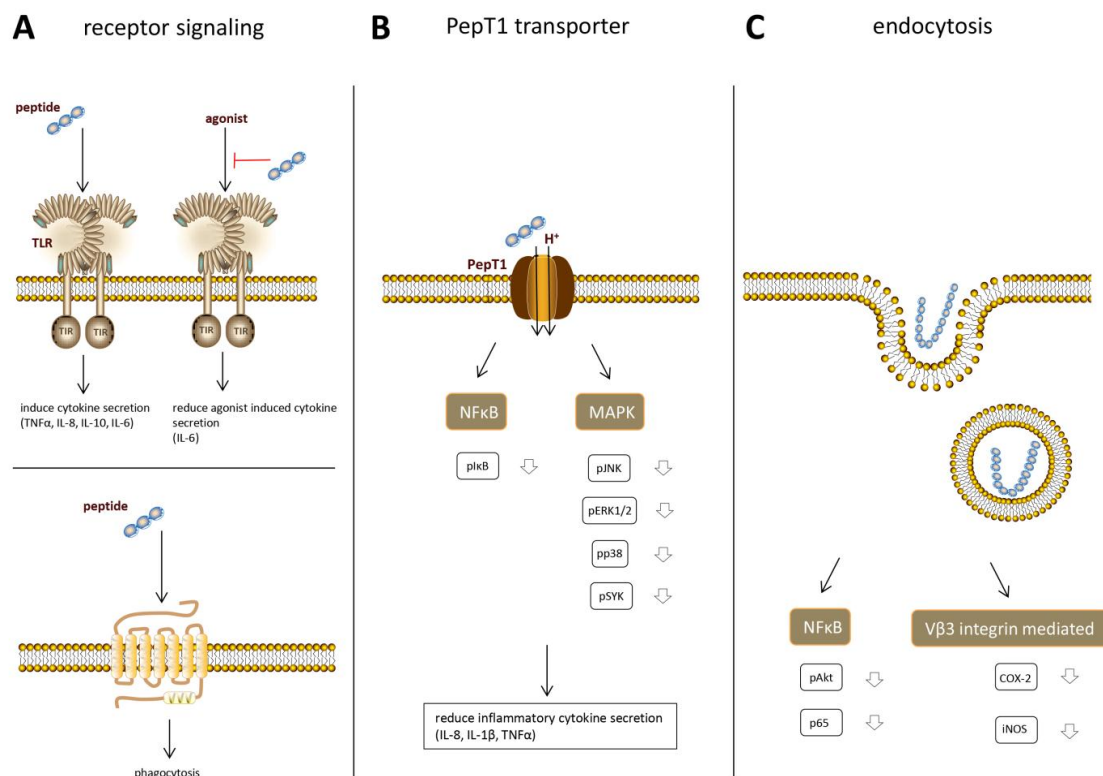 A receptor signaling
peptide
agonist
TLR
TIR TIR
TIR TIR
induce cytokine secretion
(TNFα, IL-8, IL-10, IL-6)
reduce agonist induced cytokine
secretion
(IL-6)
peptide
phagocytosis
B PepT1 transporter
H⁺
PepT1
NFκB
MAPK
pIκB
pJNK
pERK1/2
pp38
pSYK
reduce inflammatory cytokine secretion
(IL-8, IL-1β, TNFα)
C endocytosis
NFκB
Vβ3 integrin mediated
pAkt
p65
COX-2
iNOS